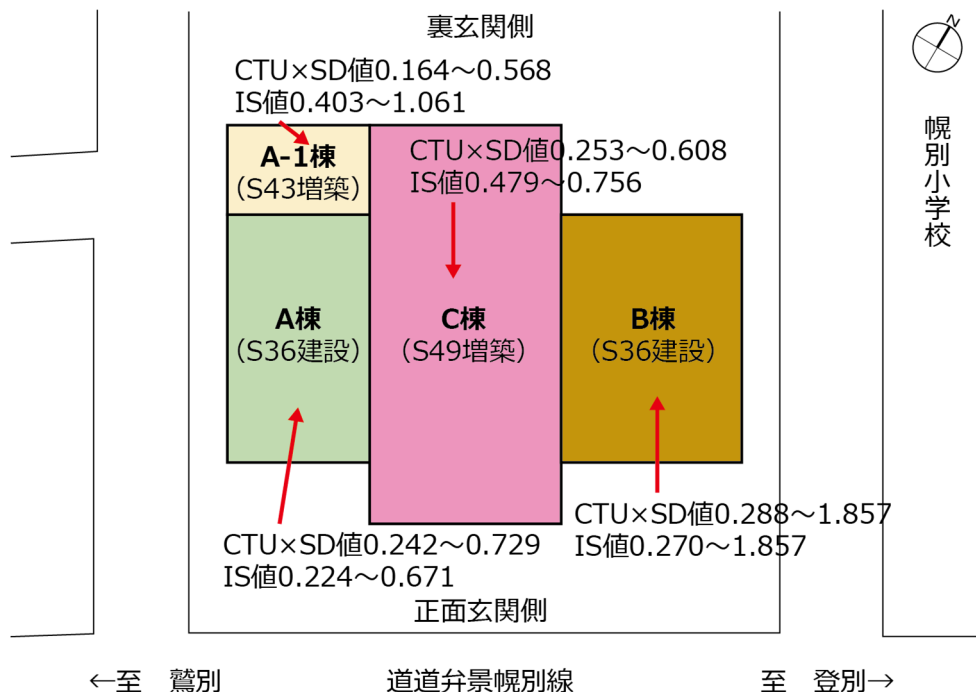 裏玄関側
N
CTU×SD値0.164～0.568
IS値0.403～1.061
A-1棟
（S43増築）
CTU×SD値0.253～0.608
IS値0.479～0.756
幌別小学校
A棟
（S36建設）
C棟
（S49増築）
B棟
（S36建設）
CTU×SD値0.242～0.729
IS値0.224～0.671
CTU×SD値0.288～1.857
IS値0.270～1.857
正面玄関側
←至　鷲別
道道弁景幌別線
至　登別→